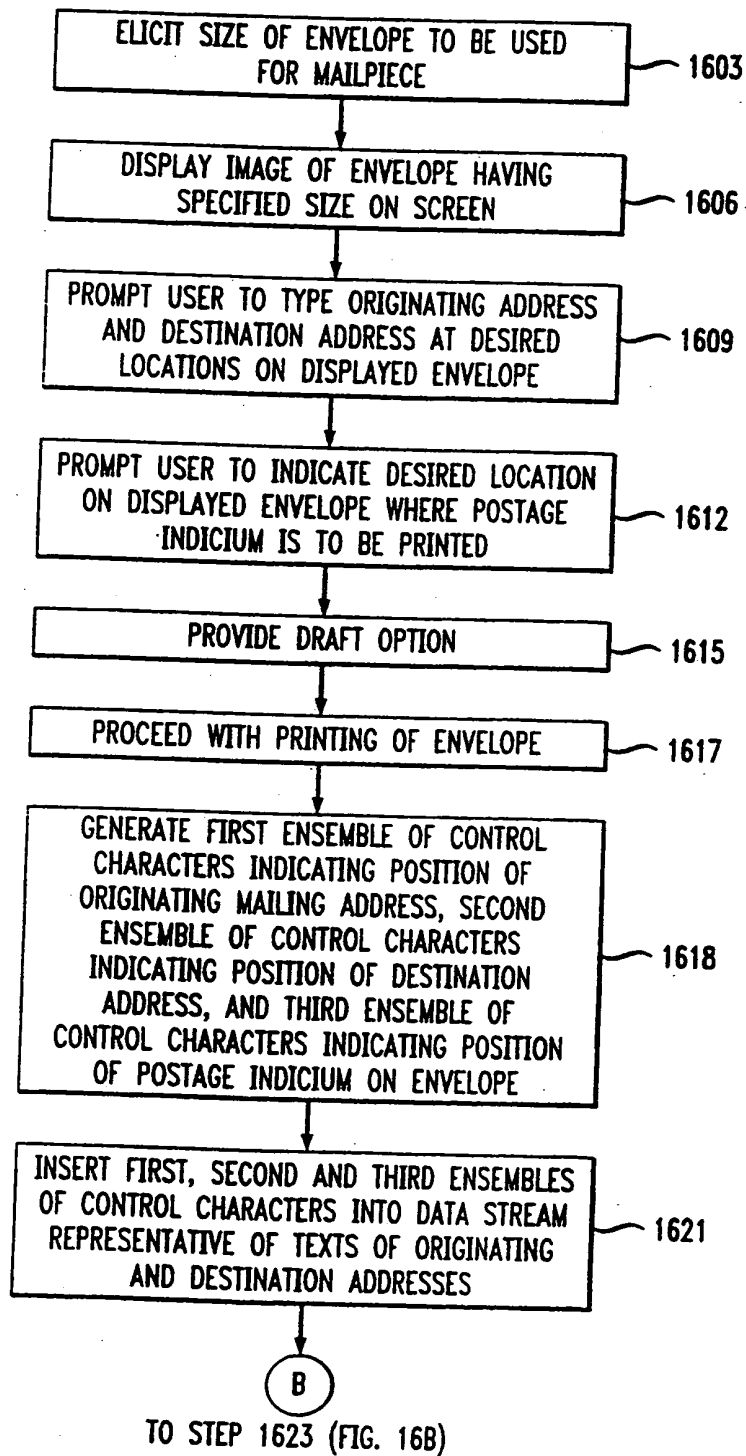 ELICIT SIZE OF ENVELOPE TO BE USED
FOR MAILPIECE
1603
DISPLAY IMAGE OF ENVELOPE HAVING
SPECIFIED SIZE ON SCREEN
1606
PROMPT USER TO TYPE ORIGINATING ADDRESS
AND DESTINATION ADDRESS AT DESIRED
LOCATIONS ON DISPLAYED ENVELOPE
1609
PROMPT USER TO INDICATE DESIRED LOCATION
ON DISPLAYED ENVELOPE WHERE POSTAGE
INDICIUM IS TO BE PRINTED
1612
PROVIDE DRAFT OPTION
1615
PROCEED WITH PRINTING OF ENVELOPE
1617
GENERATE FIRST ENSEMBLE OF CONTROL
CHARACTERS INDICATING POSITION OF
ORIGINATING MAILING ADDRESS, SECOND
ENSEMBLE OF CONTROL CHARACTERS
INDICATING POSITION OF DESTINATION
ADDRESS, AND THIRD ENSEMBLE OF
CONTROL CHARACTERS INDICATING POSITION
OF POSTAGE INDICIUM ON ENVELOPE
1618
INSERT FIRST, SECOND AND THIRD ENSEMBLES
OF CONTROL CHARACTERS INTO DATA STREAM
REPRESENTATIVE OF TEXTS OF ORIGINATING
AND DESTINATION ADDRESSES
1621
B
TO STEP 1623 (FIG. 16B)